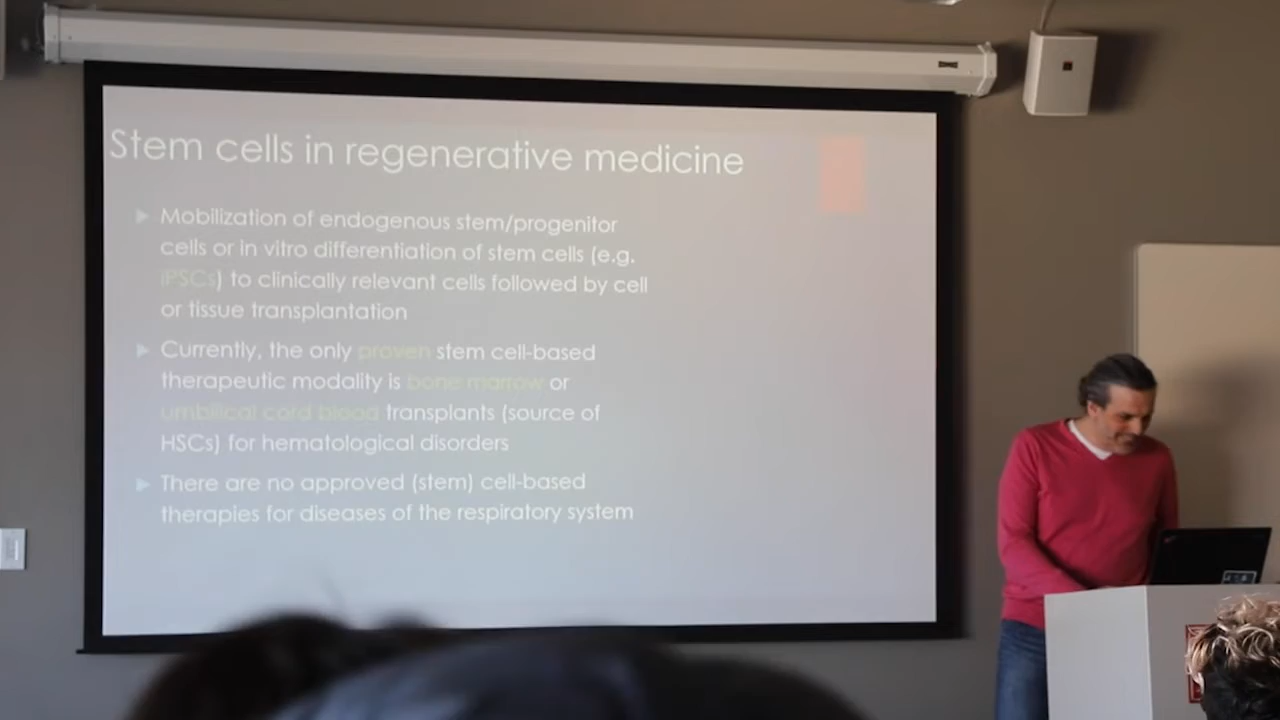 Stem cells in regenerative medicine
Mobilization of endogenous stem/progenitor
cells or in vitro differentiation of stem cells (e.g.
iPSCs) to clinically relevant cells followed by cell
or tissue transplantation
Currently, the only proven stem cell-based
therapeutic modality is bone marrow or
umbilical cord blood transplants (source of
HSCs) for hematological disorders
There are no approved (stem) cell-based
therapies for diseases of the respiratory system